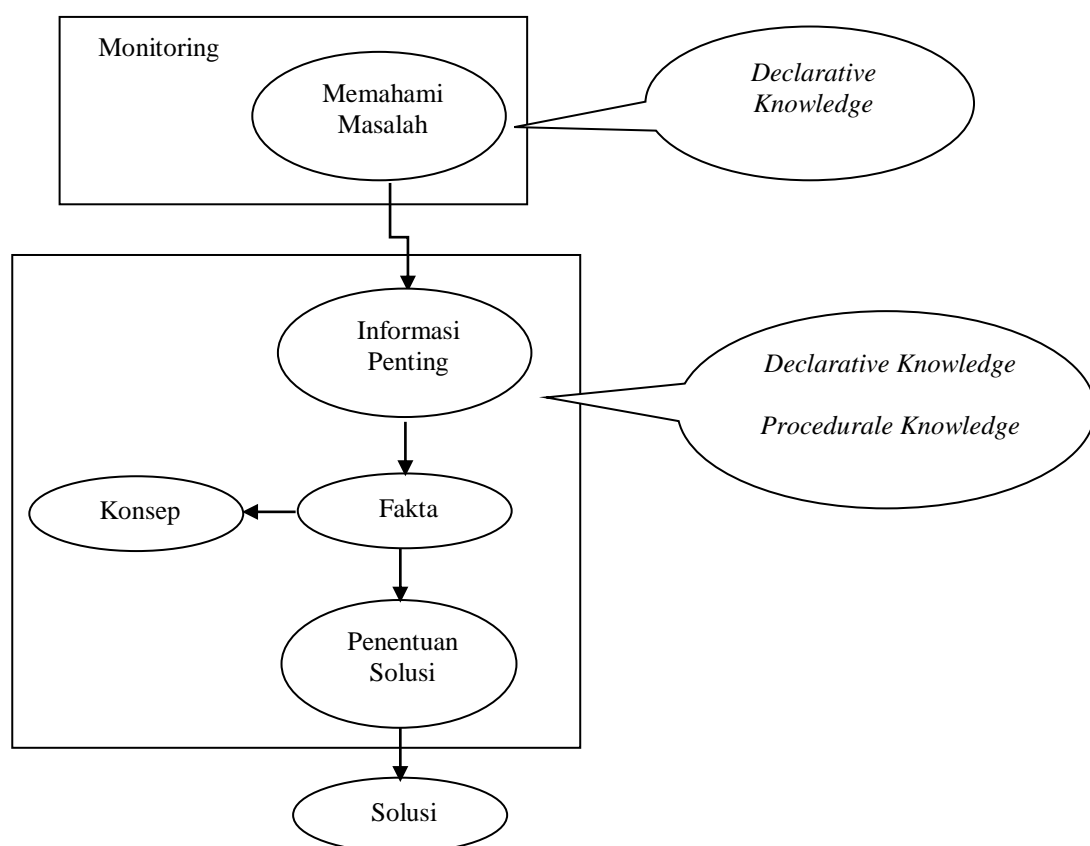 Monitoring
Memahami
Masalah
Declarative
Knowledge
Informasi
Penting
Declarative Knowledge
Procedurale Knowledge
Konsep
Fakta
Penentuan
Solusi
Solusi